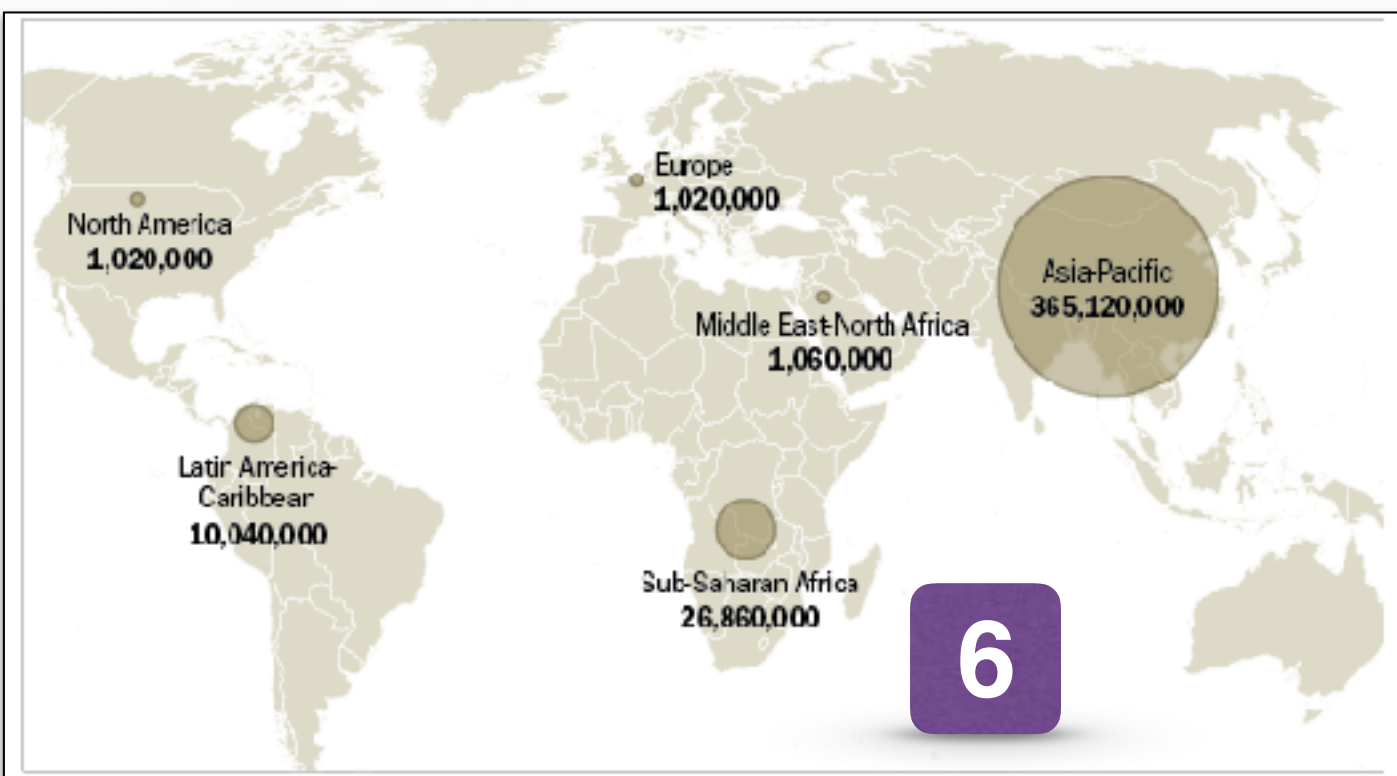 Europe
1,020,000
North America
1,020,000
Asia-Pacific
365,120,000
Middle East-North Africa
1,060,000
Latin America-
Caribbean
10,040,000
Sub-Saharan Africa
26,860,000
6